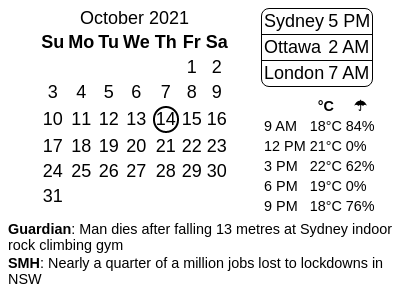 October 2021
Su Mo Tu We Th Fr Sa
1 2
3 4 5 6 7 8 9
10 11 12 13 14 15 16
17 18 19 20 21 22 23
24 25 26 27 28 29 30
31
Sydney 5 PM
Ottawa 2 AM
London 7 AM
°C ☂
9 AM 18°C 84%
12 PM 21°C 0%
3 PM 22°C 62%
6 PM 19°C 0%
9 PM 18°C 76%
Guardian: Man dies after falling 13 metres at Sydney indoor
rock climbing gym
SMH: Nearly a quarter of a million jobs lost to lockdowns in
NSW